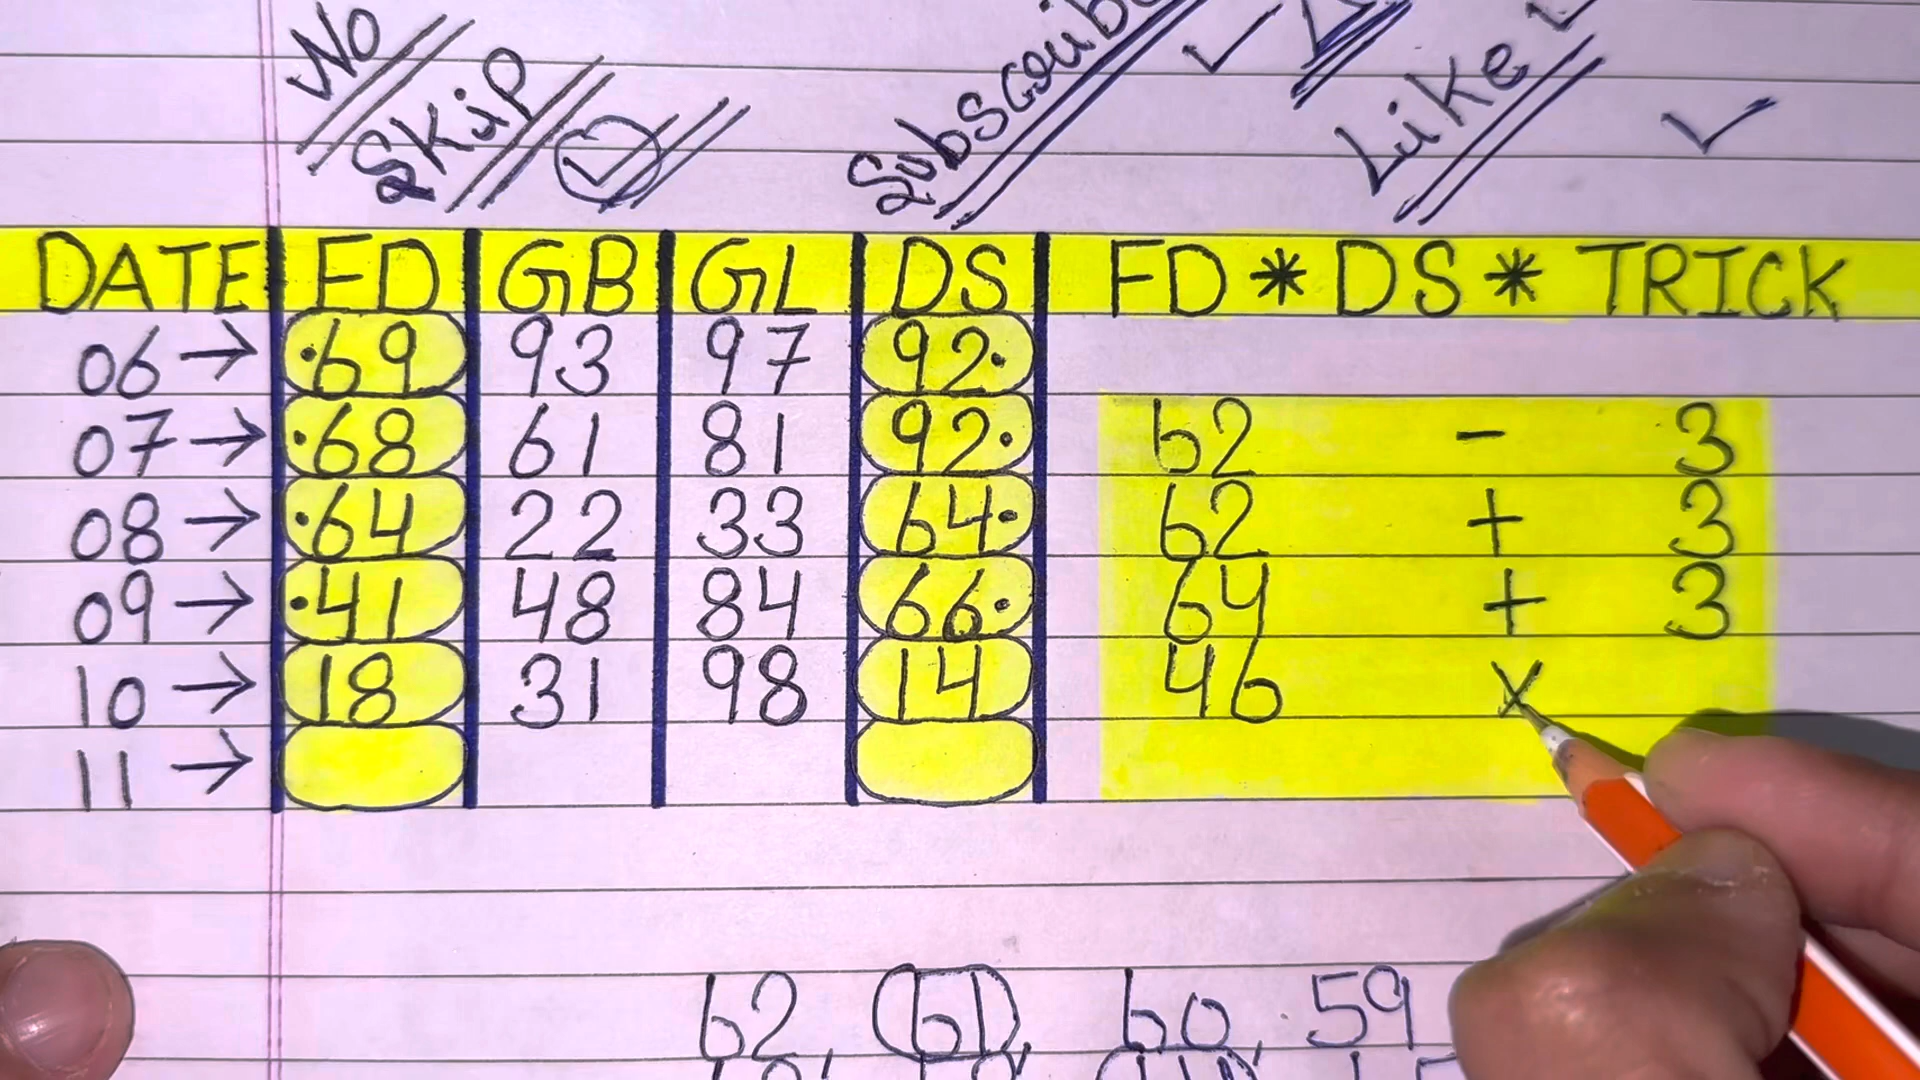 No
Skip
Subscribe
Like
DATE FD GB GL DS FD * DS * TRICK
06 → .69 93 97 92.
07 → .68 61 81 92. 62 - 3
08 → .64 22 33 64. 62 + 3
09 → .41 48 84 66. 64 + 3
10 → 18 31 98 14 46 x
11 →
62, 61, 60, 59